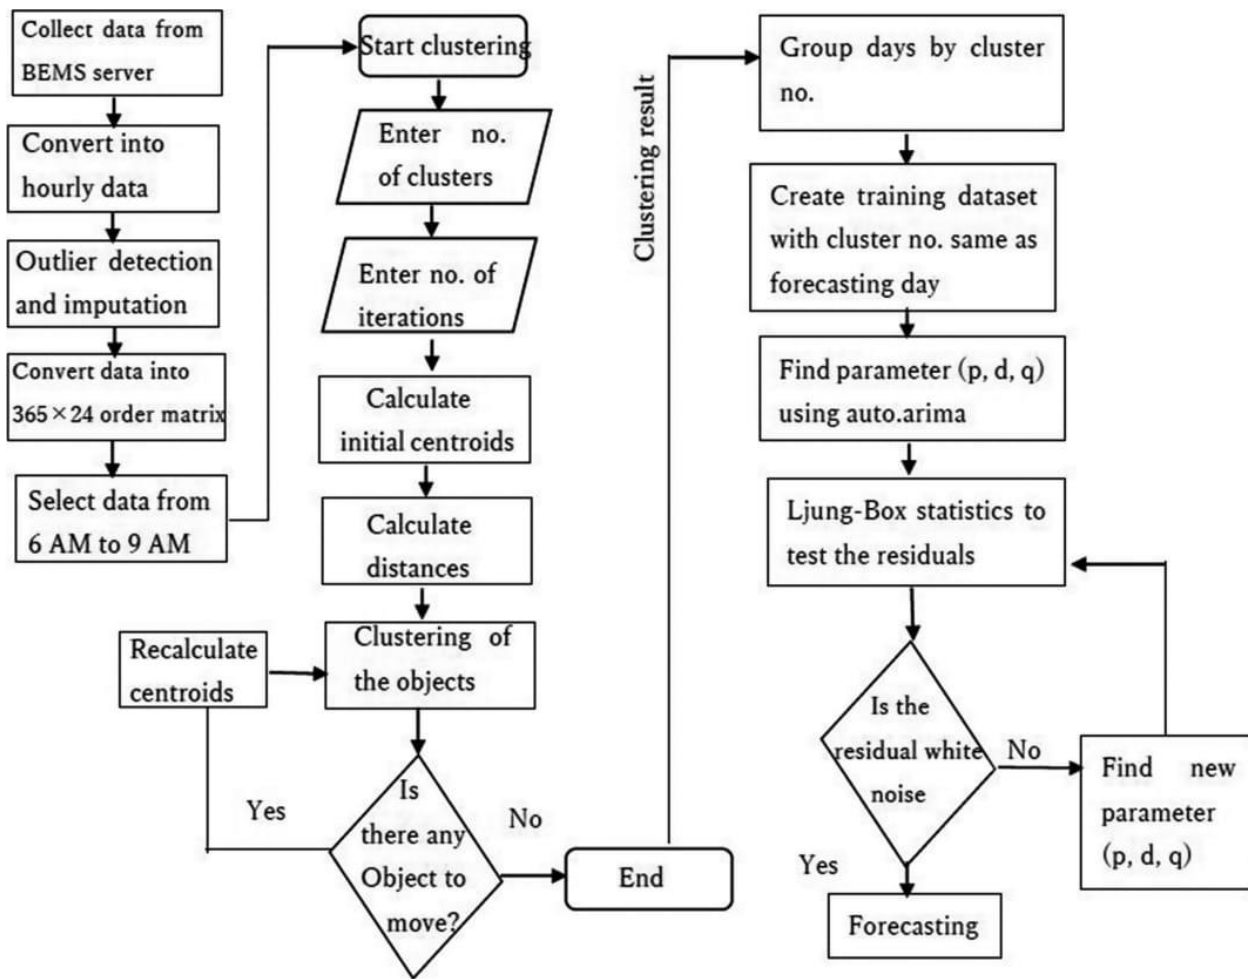 Collect data from
BEMS server
Convert into
hourly data
Outlier detection
and imputation
Convert data into
365×24 order matrix
Select data from
6 AM to 9 AM
Start clustering
Enter no.
of clusters
Enter no. of
iterations
Calculate
initial centroids
Calculate
distances
Clustering of
the objects
Recalculate
centroids
Is
there any
Object to
move?
Yes
No
End
Clustering result
Group days by cluster
no.
Create training dataset
with cluster no. same as
forecasting day
Find parameter (p, d, q)
using auto.arima
Ljung-Box statistics to
test the residuals
Is the
residual white
noise
No
Find new
parameter
(p, d, q)
Yes
Forecasting